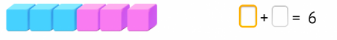 + = 6